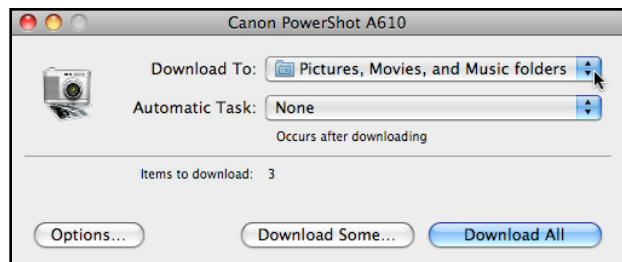 Canon PowerShot A610
Download To: Pictures, Movies, and Music folders
Automatic Task: None
Occurs after downloading
Items to download: 3
Options... Download Some... Download All